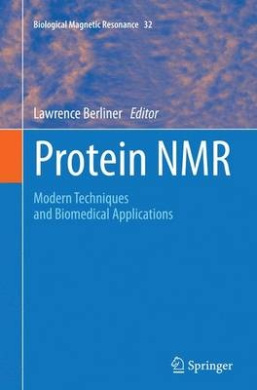 Biological Magnetic Resonance 32
Lawrence Berliner Editor
Protein NMR
Modern Techniques
and Biomedical Applications
Springer